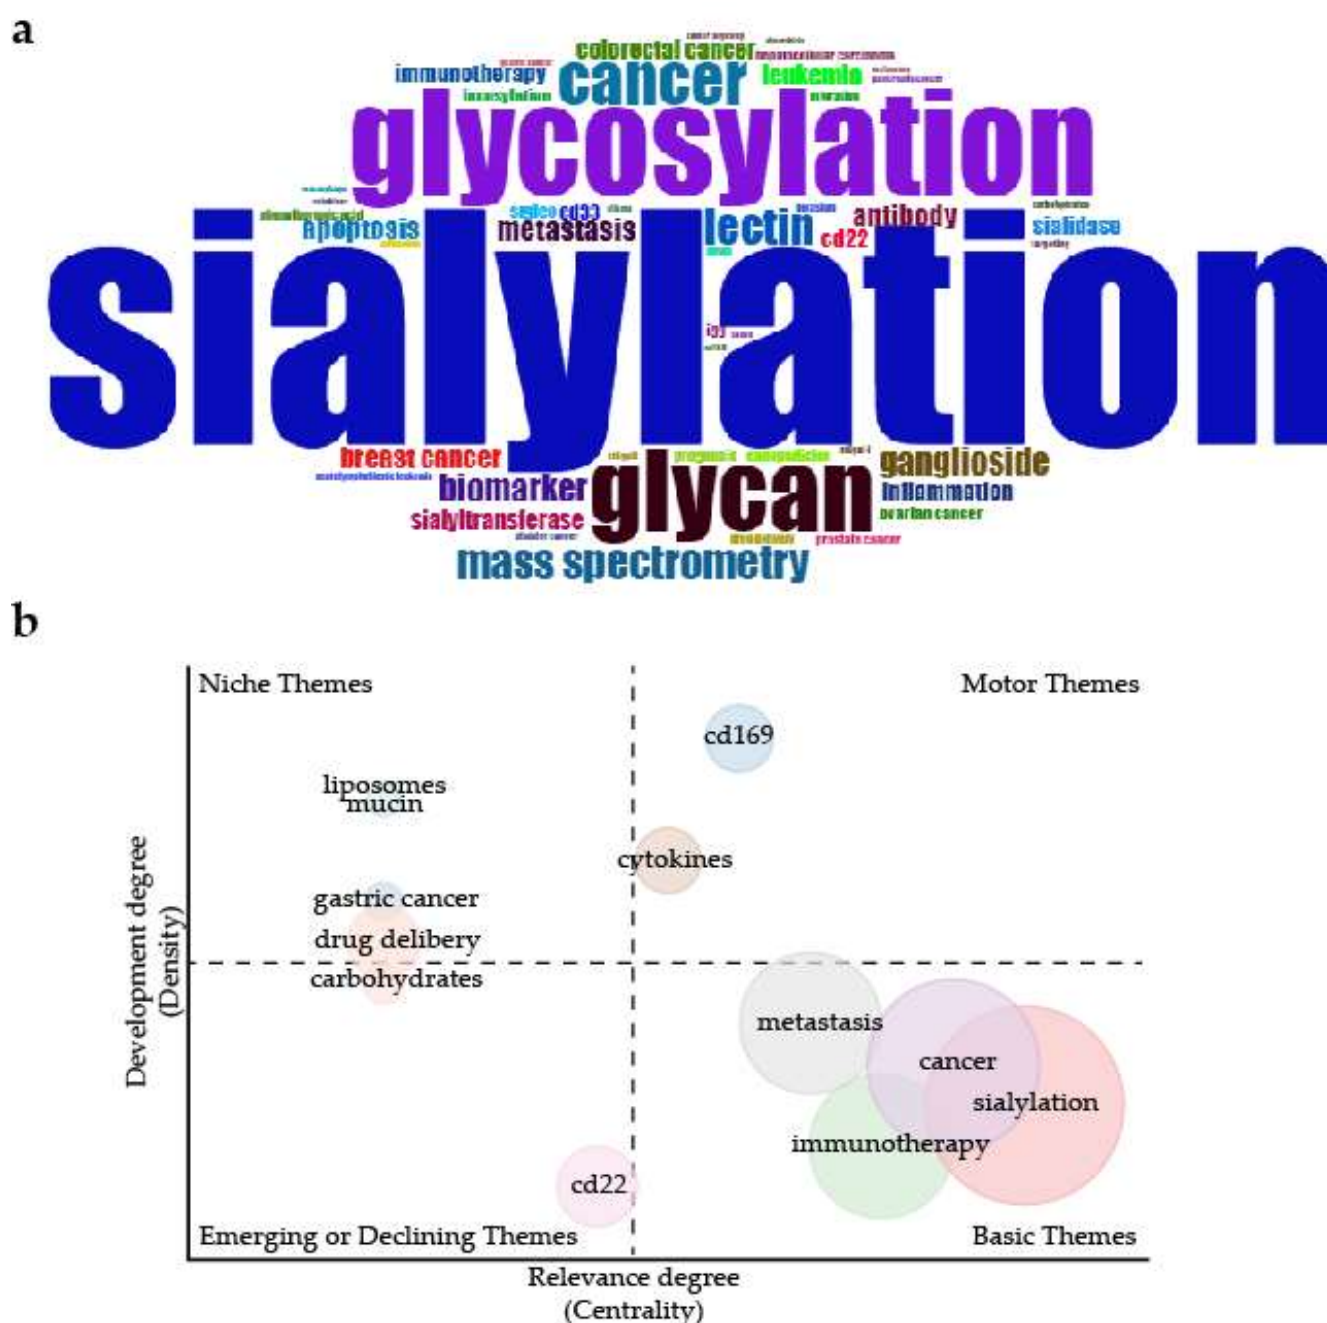 a
colorectal cancer
immunotherapy cancer leukemia
glycosylation
siglec cd33 lectin antibody
apoptosis metastasis cd22 sialidase
targeting
sialylation
igg
breast cancer prognosis ganglioside
biomarker glycan inflammation
sialyltransferase ovarian cancer
prostate cancer
mass spectrometry
b
Niche Themes Motor Themes
cd169
liposomes
mucin
cytokines
gastric cancer
drug delibery
carbohydrates
metastasis
cancer
sialylation
immunotherapy
cd22
Emerging or Declining Themes Basic Themes
Development degree
(Density)
Relevance degree
(Centrality)